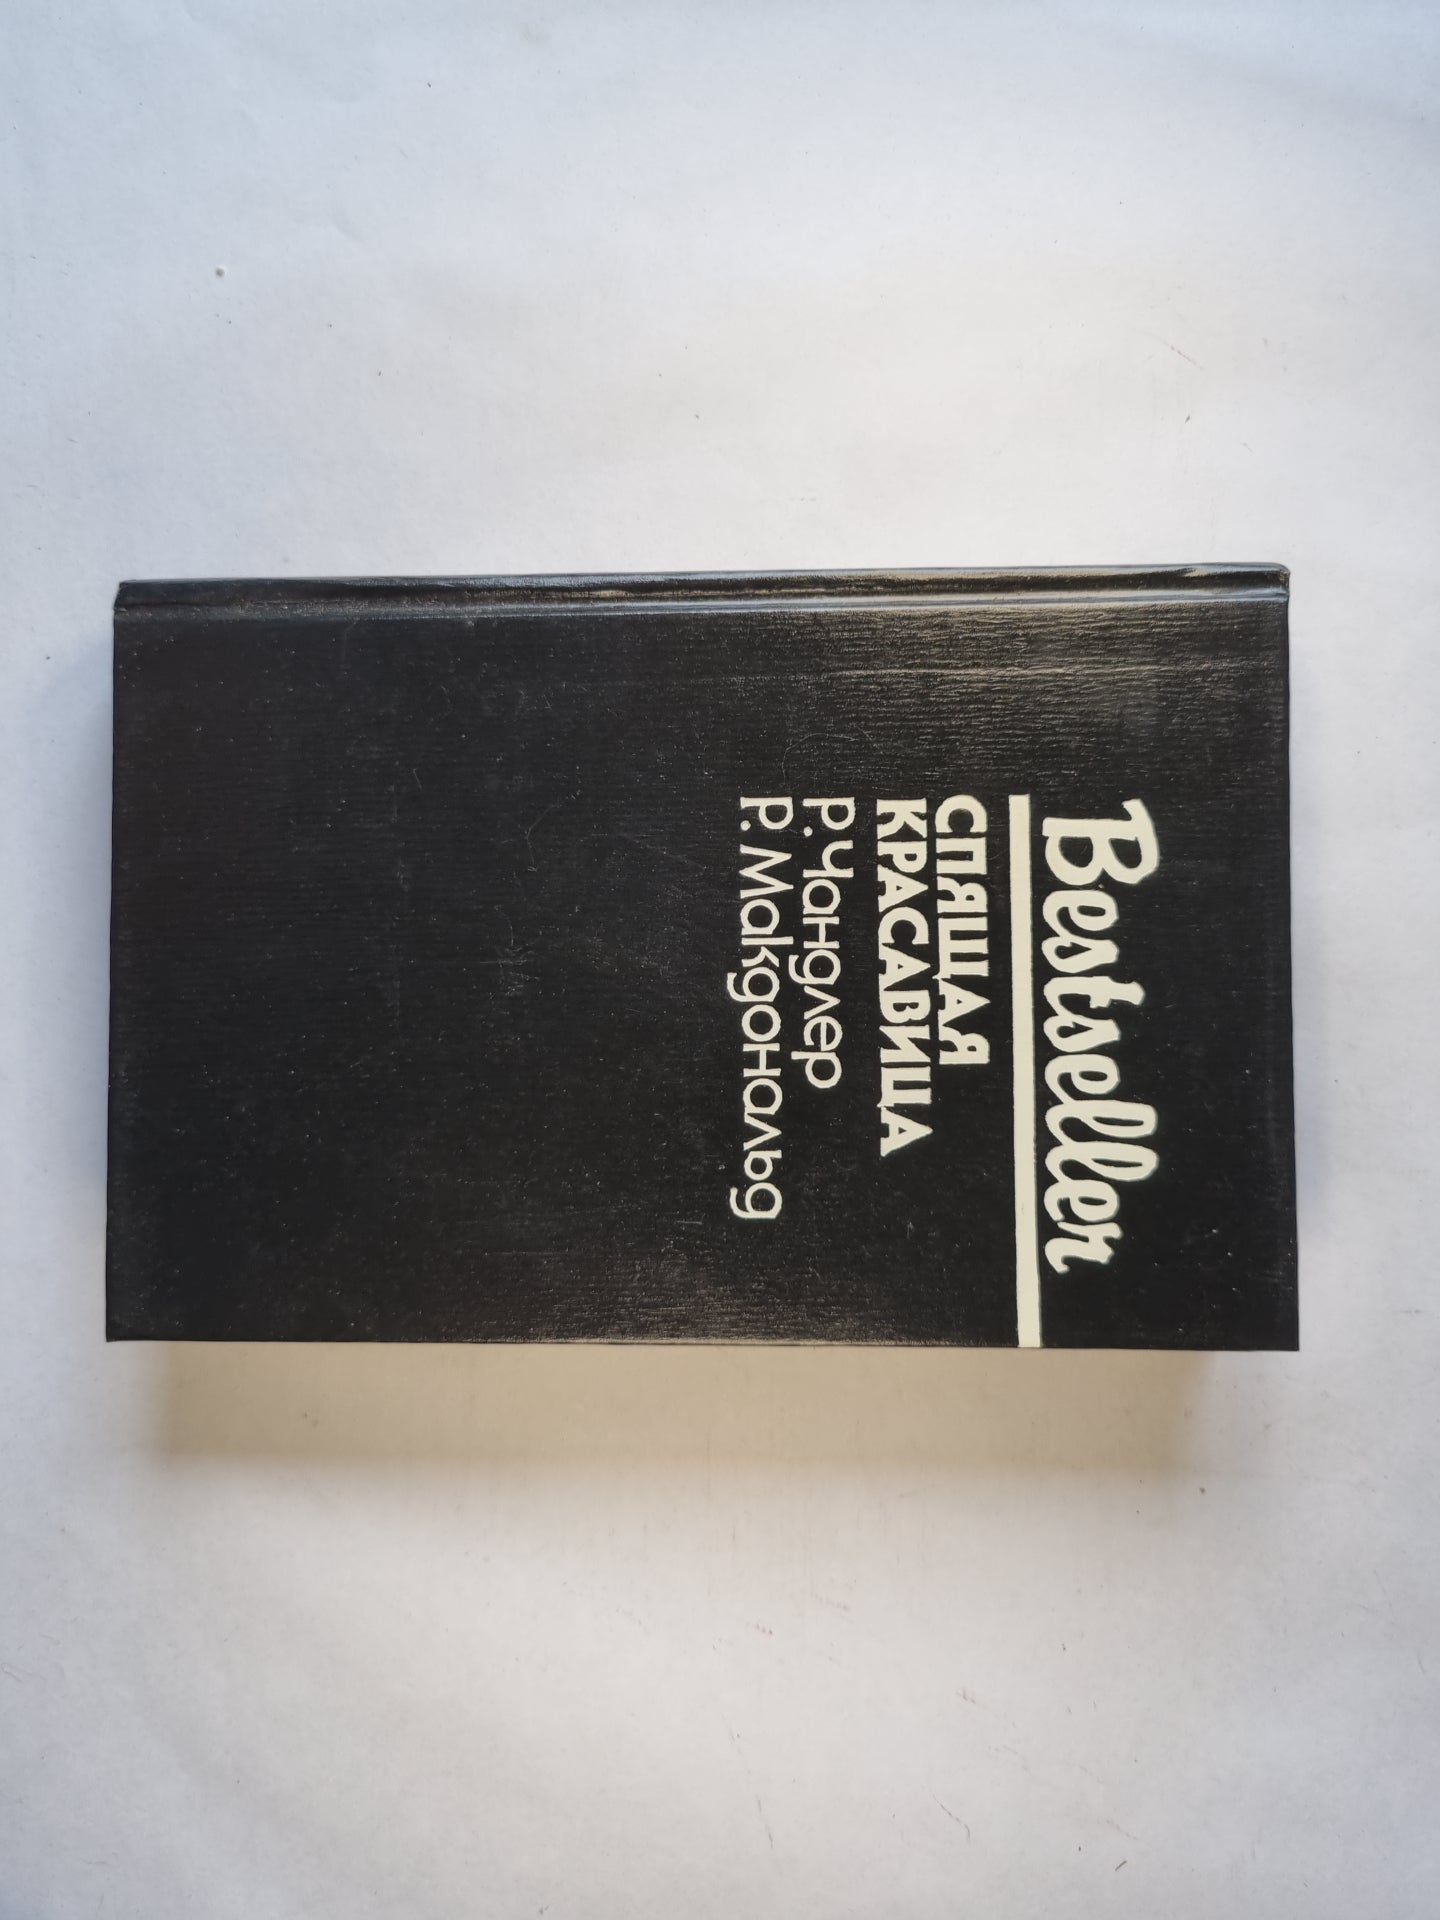 Bestseller
СПЯЩАЯ
КРАСАВИЦА
Р. Чандлер
Р. Макдональд